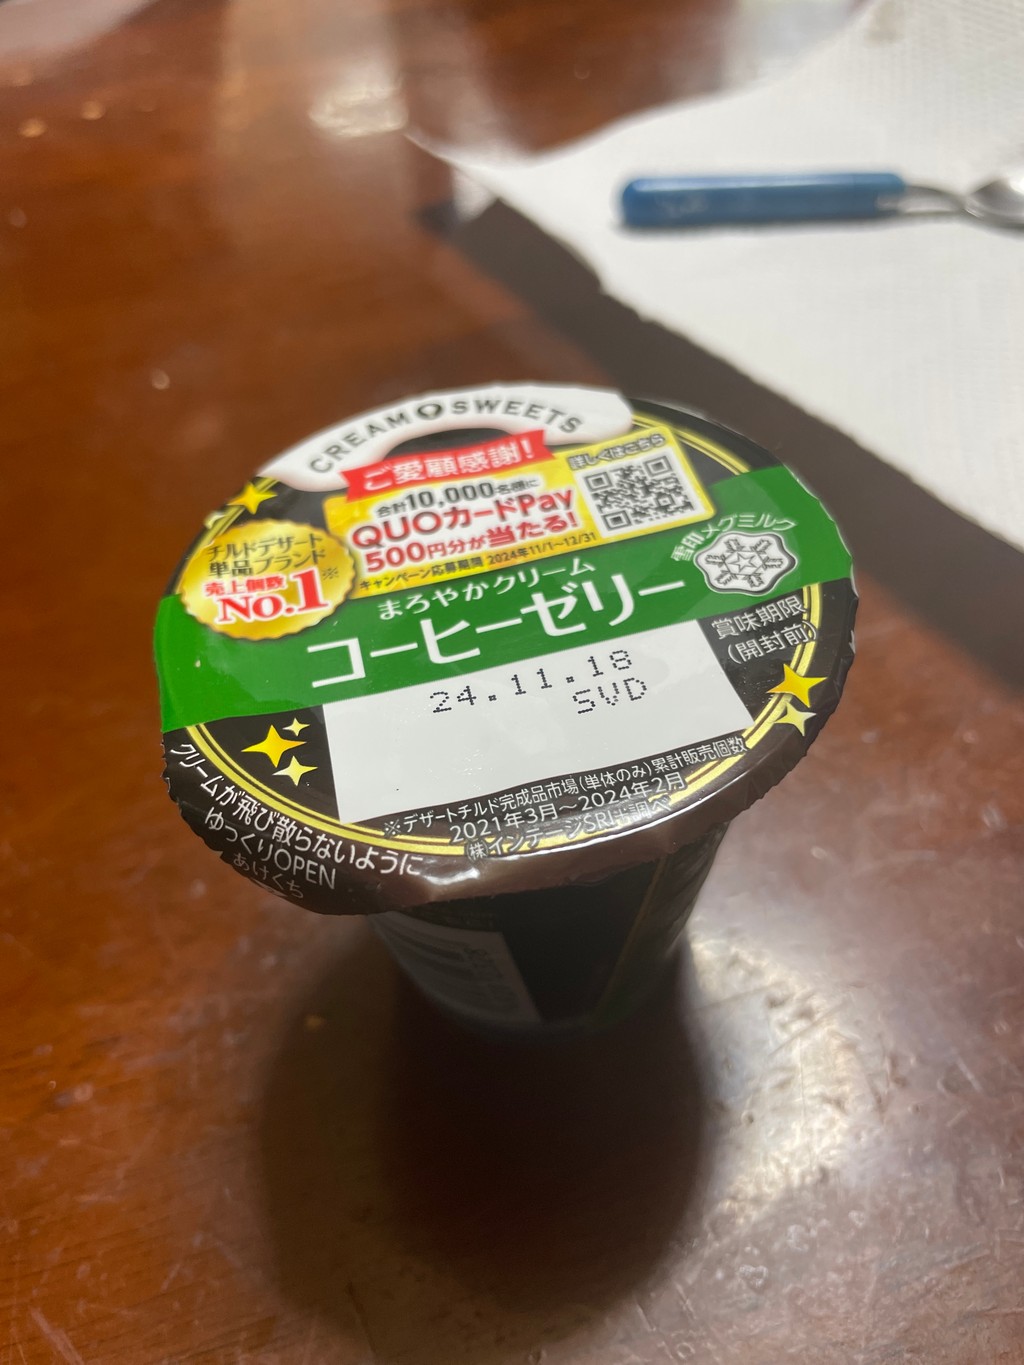 CREAM SWEETS
ご愛顧感謝!
合計10,000名様に
QUOカードPay
500円分が当たる!
キャンペーン応募期間 2024年11/1~12/31
詳しくはこちら
チルドデザート
単品ブランド
売上個数※
No.1
雪印メグミルク
まろやかクリーム
コーヒーゼリー
賞味期限
(開封前)
24.11.18
SVD
※デザートチルド完成品市場(単体のみ)累計販売個数
2021年3月~2024年2月
㈱インテージSRI+調べ
クリームが飛び散らないように
ゆっくりOPEN
あけくち